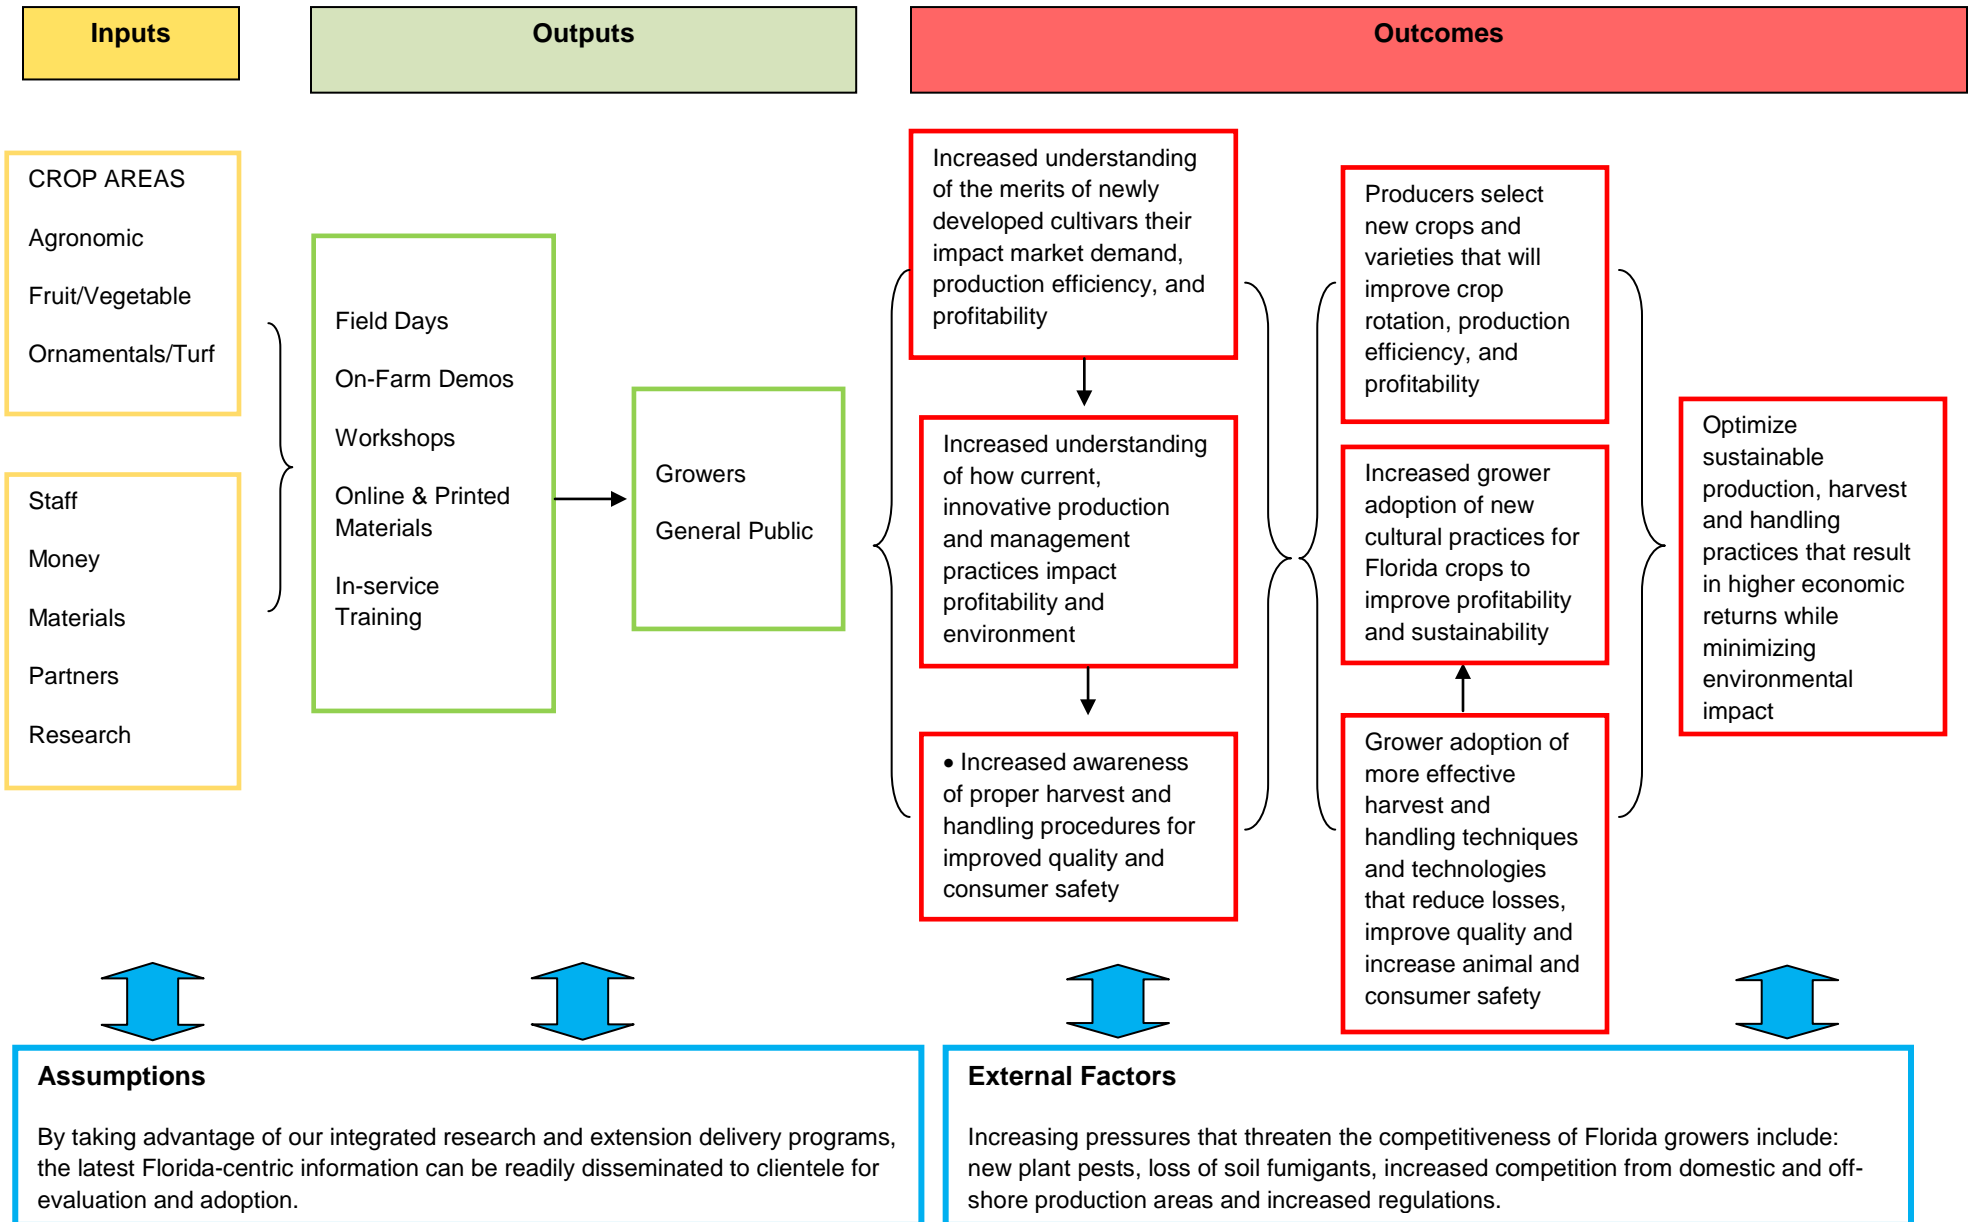 Inputs
Outputs
Outcomes
CROP AREAS
Agronomic
Fruit/Vegetable
Ornamentals/Turf
Staff
Money
Materials
Partners
Research
Field Days
On-Farm Demos
Workshops
Online & Printed
Materials
In-service
Training
Growers
General Public
Increased understanding
of the merits of newly
developed cultivars their
impact market demand,
production efficiency, and
profitability
Increased understanding
of how current,
innovative production
and management
practices impact
profitability and
environment
• Increased awareness
of proper harvest and
handling procedures for
improved quality and
consumer safety
Producers select
new crops and
varieties that will
improve crop
rotation, production
efficiency, and
profitability
Increased grower
adoption of new
cultural practices for
Florida crops to
improve profitability
and sustainability
Grower adoption of
more effective
harvest and
handling techniques
and technologies
that reduce losses,
improve quality and
increase animal and
consumer safety
Optimize
sustainable
production, harvest
and handling
practices that result
in higher economic
returns while
minimizing
environmental
impact
Assumptions
By taking advantage of our integrated research and extension delivery programs,
the latest Florida-centric information can be readily disseminated to clientele for
evaluation and adoption.
External Factors
Increasing pressures that threaten the competitiveness of Florida growers include:
new plant pests, loss of soil fumigants, increased competition from domestic and off-
shore production areas and increased regulations.